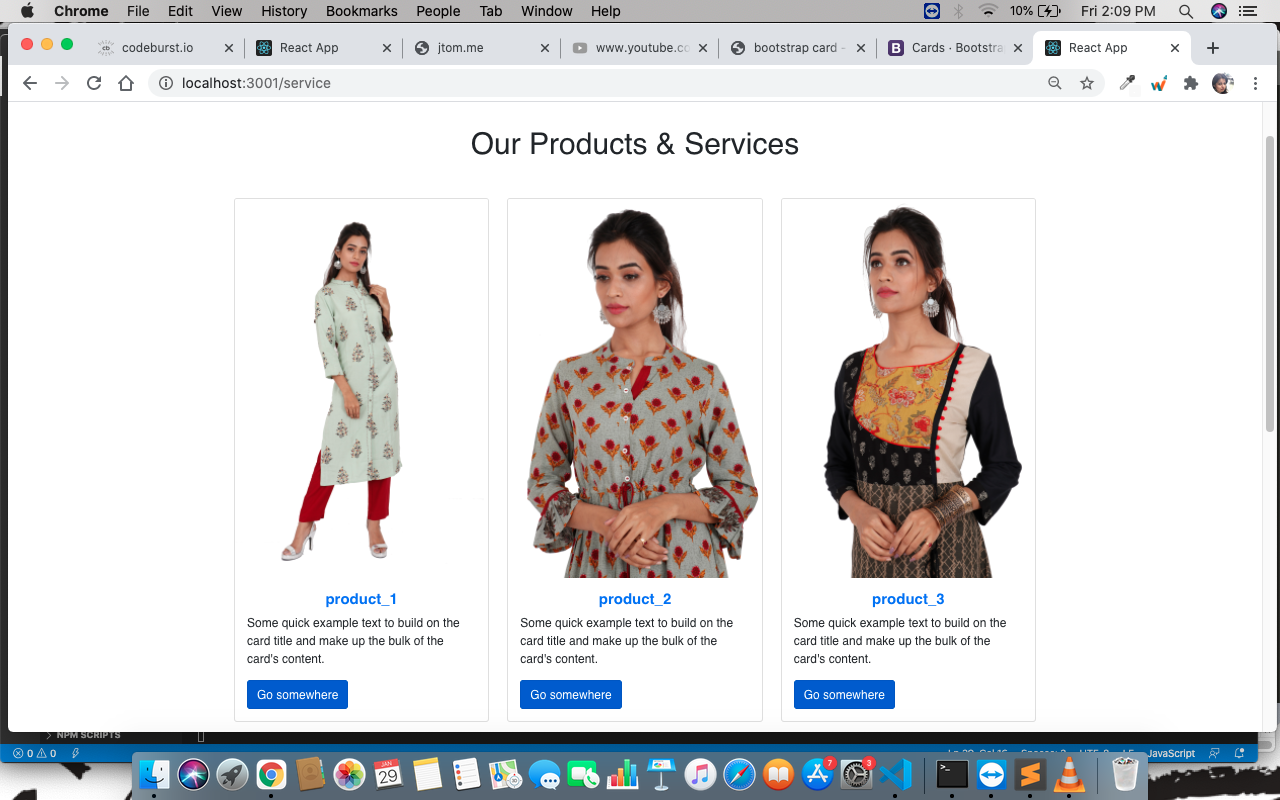 Chrome File Edit View History Bookmarks People Tab Window Help 10% Fri 2:09 PM
codeburst.io React App jtom.me www.youtube.co bootstrap card - Cards · Bootstra React App
localhost:3001/service
Our Products & Services
product_1
Some quick example text to build on the
card title and make up the bulk of the
card's content.
Go somewhere
product_2
Some quick example text to build on the
card title and make up the bulk of the
card's content.
Go somewhere
product_3
Some quick example text to build on the
card title and make up the bulk of the
card's content.
Go somewhere
NPM SCRIPTS
0 0 JavaScript
JAN
29
7
3